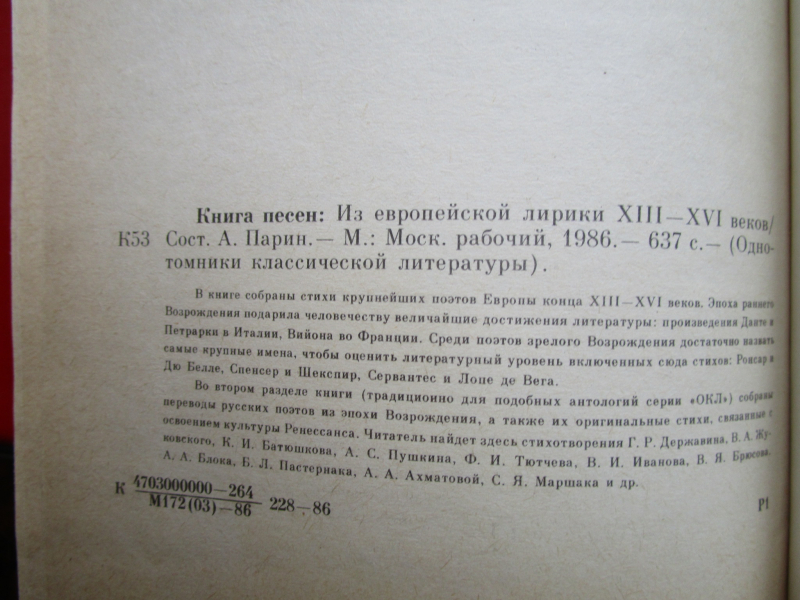 Книга песен: Из европейской лирики XIII—XVI веков/
К53 Сост. А. Парин.— М.: Моск. рабочий, 1986.— 637 с.— (Одно-
томники классической литературы).
В книге собраны стихи крупнейших поэтов Европы конца XIII—XVI веков. Эпоха раннего
Возрождения подарила человечеству величайшие достижения литературы: произведения Данте и
Петрарки в Италии, Вийона во Франции. Среди поэтов зрелого Возрождения достаточно назвать
самые крупные имена, чтобы оценить литературный уровень включенных сюда стихов: Ронсар и
Дю Белле, Спенсер и Шекспир, Сервантес и Лопе де Вега.
Во втором разделе книги (традиционно для подобных антологий серии «ОКЛ») собраны
переводы русских поэтов из эпохи Возрождения, а также их оригинальные стихи, связанные с
освоением культуры Ренессанса. Читатель найдет здесь стихотворения Г. Р. Державина, В. А. Жу-
ковского, К. И. Батюшкова, А. С. Пушкина, Ф. И. Тютчева, В. И. Иванова, В. Я. Брюсова,
А. А. Блока, Б. Л. Пастернака, А. А. Ахматовой, С. Я. Маршака и др.
К 4703000000—264
М172(03)—86 228—86
Р1